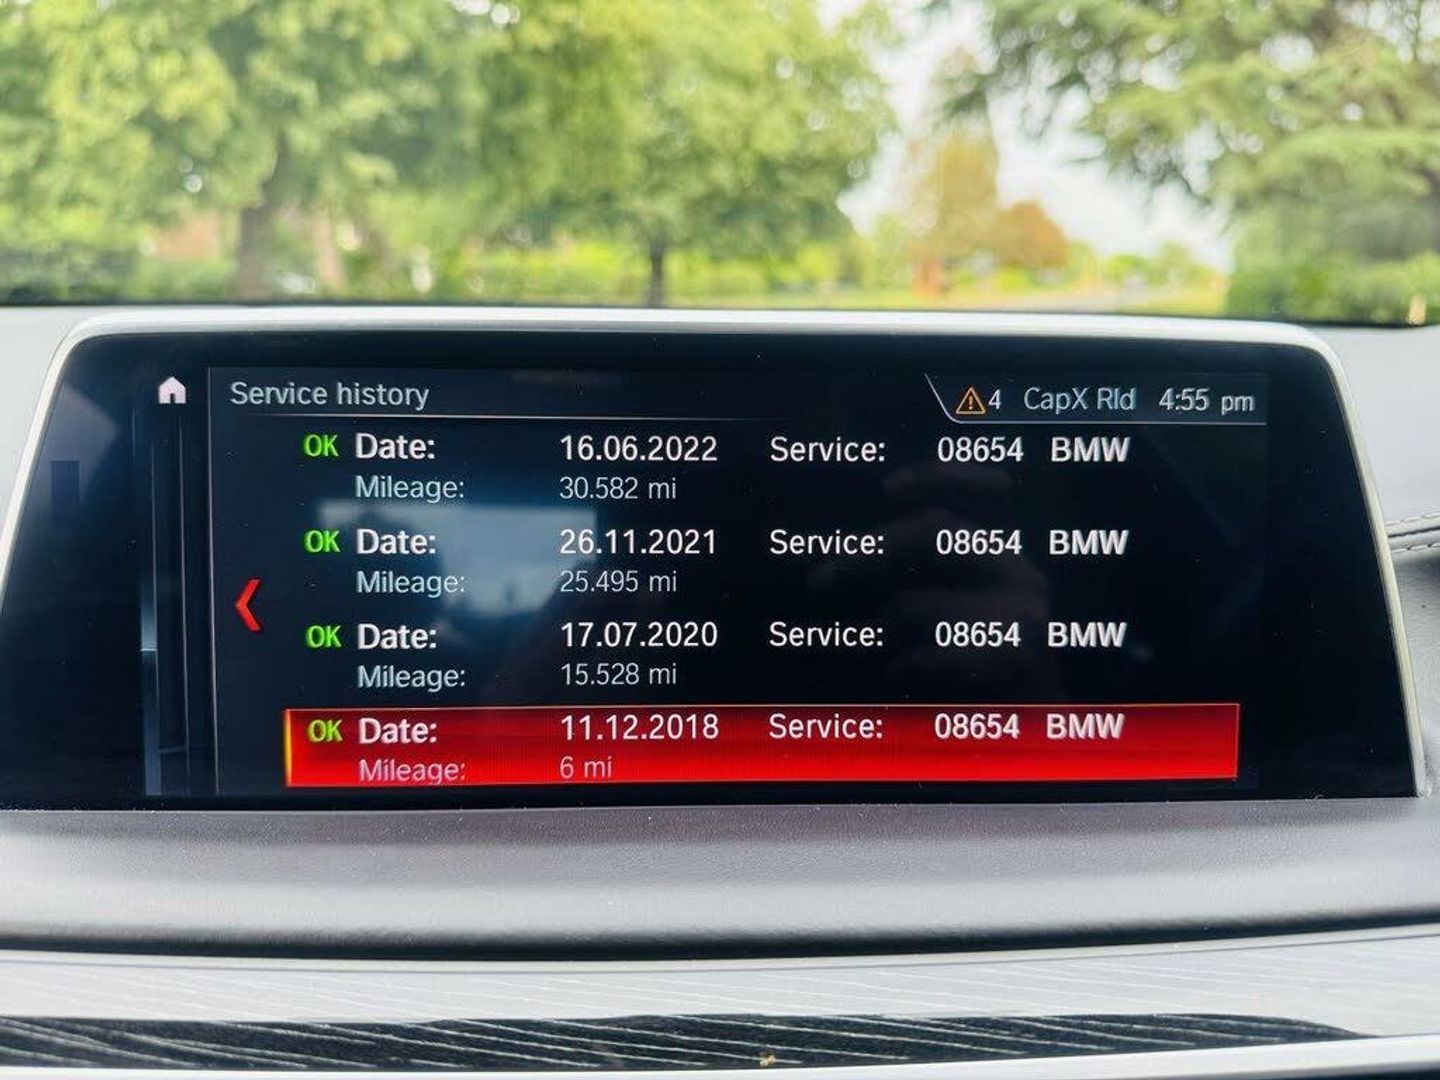 Service history
4 CapX Rld 4:55 pm
OK Date: 16.06.2022 Service: 08654 BMW
Mileage: 30.582 mi
OK Date: 26.11.2021 Service: 08654 BMW
Mileage: 25.495 mi
OK Date: 17.07.2020 Service: 08654 BMW
Mileage: 15.528 mi
OK Date: 11.12.2018 Service: 08654 BMW
Mileage: 6 mi